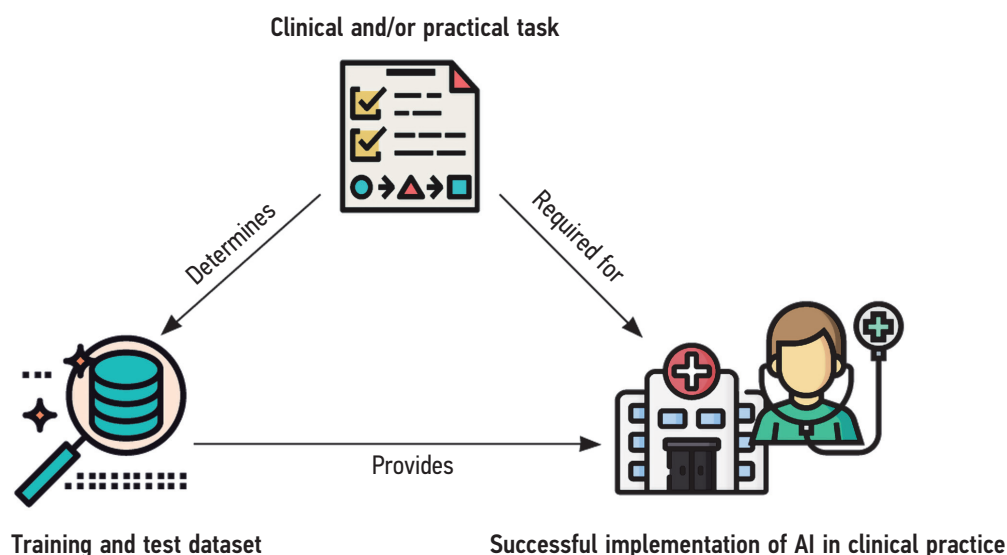 Clinical and/or practical task
Determines
Required for
Provides
Training and test dataset
Successful implementation of AI in clinical practice